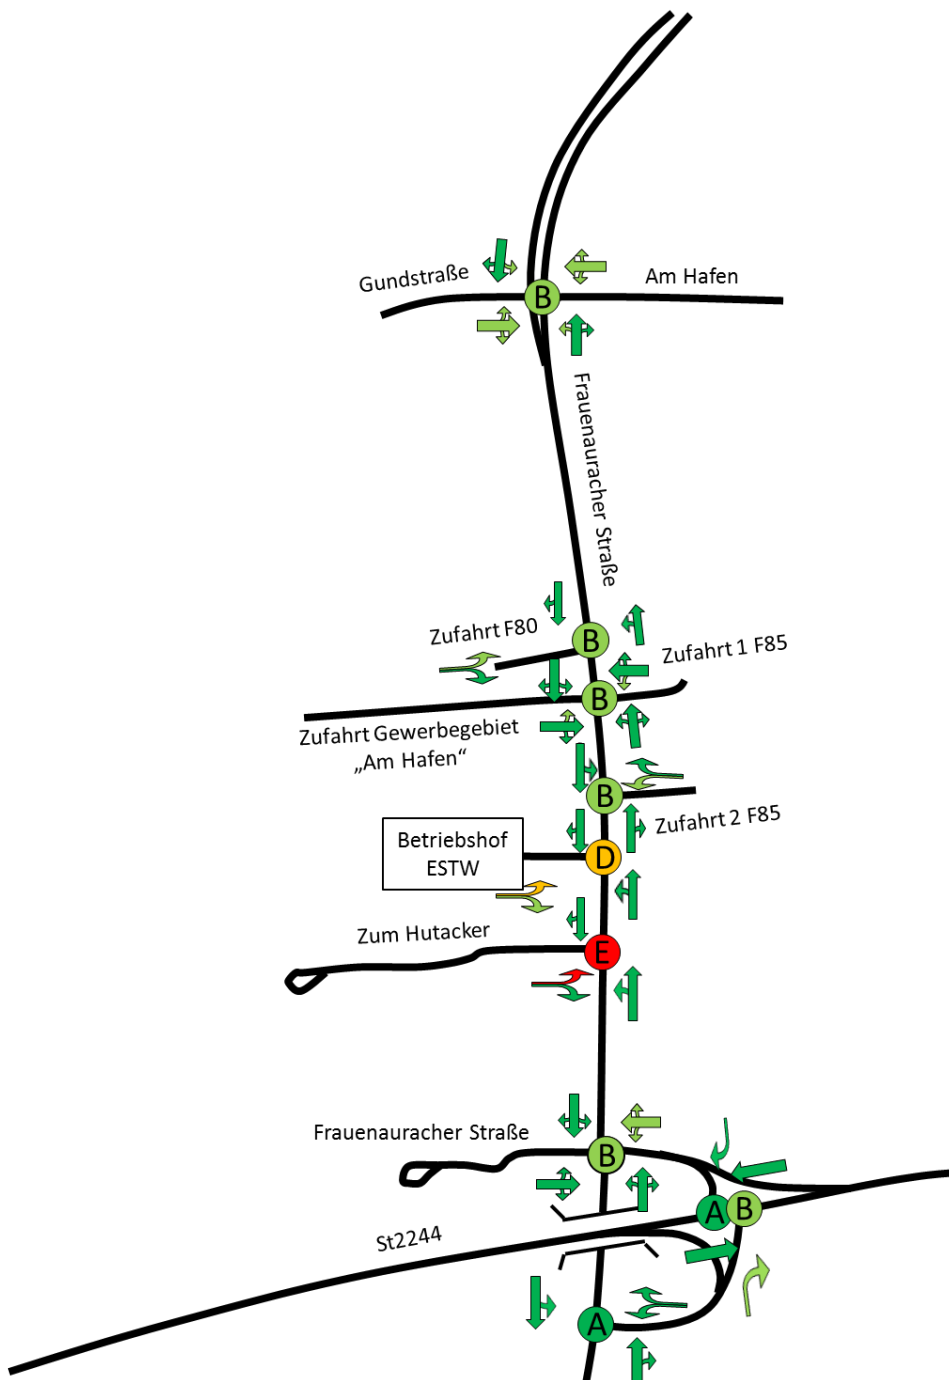 Gundstraße
Am Hafen
B
Frauenauracher Straße
Zufahrt F80
B
Zufahrt 1 F85
B
Zufahrt Gewerbegebiet
„Am Hafen“
B
Zufahrt 2 F85
Betriebshof
ESTW
D
Zum Hutacker
E
Frauenauracher Straße
B
A
B
St2244
A